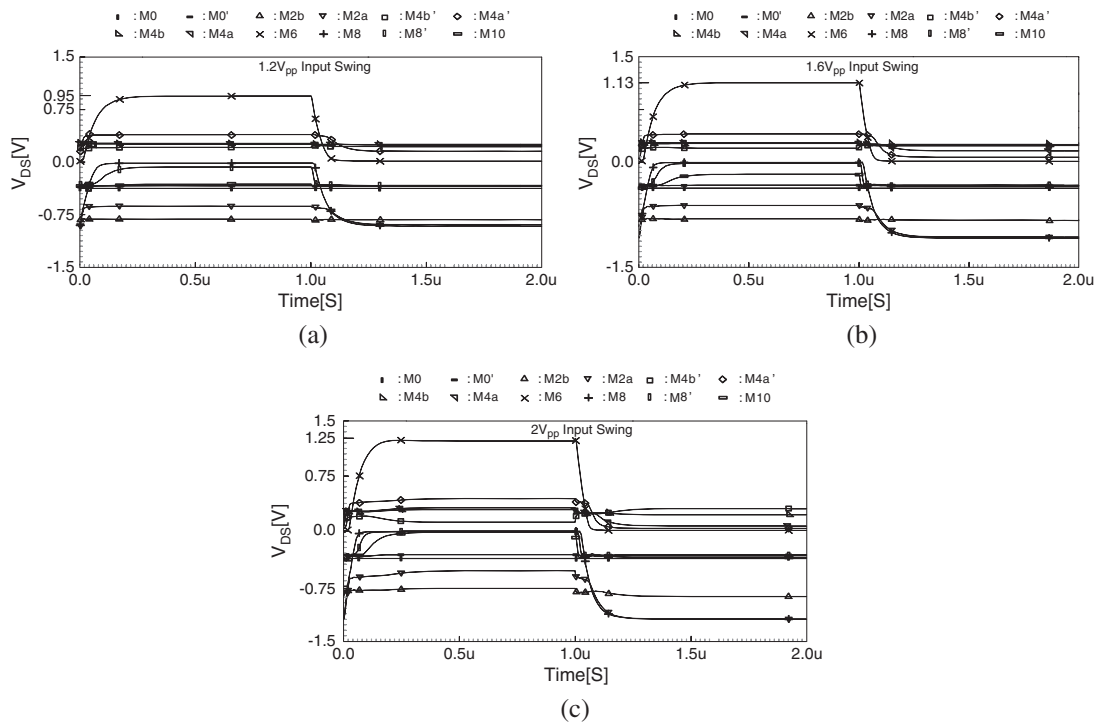 : M0 : M0' : M2b : M2a : M4b' : M4a'
: M4b : M4a : M6 : M8 : M8' : M10
1.2Vpp Input Swing
1.5
0.95
0.75
0.0
-0.75
-1.5
VDS[V]
0.0 0.5u 1.0u 1.5u 2.0u
Time[S]
(a)
: M0 : M0' : M2b : M2a : M4b' : M4a'
: M4b : M4a : M6 : M8 : M8' : M10
1.6Vpp Input Swing
1.5
1.13
0.0
-0.75
-1.5
VDS[V]
0.0 0.5u 1.0u 1.5u 2.0u
Time[S]
(b)
: M0 : M0' : M2b : M2a : M4b' : M4a'
: M4b : M4a : M6 : M8 : M8' : M10
2Vpp Input Swing
1.5
1.25
0.75
0.0
-0.75
-1.5
VDS[V]
0.0 0.5u 1.0u 1.5u 2.0u
Time[S]
(c)